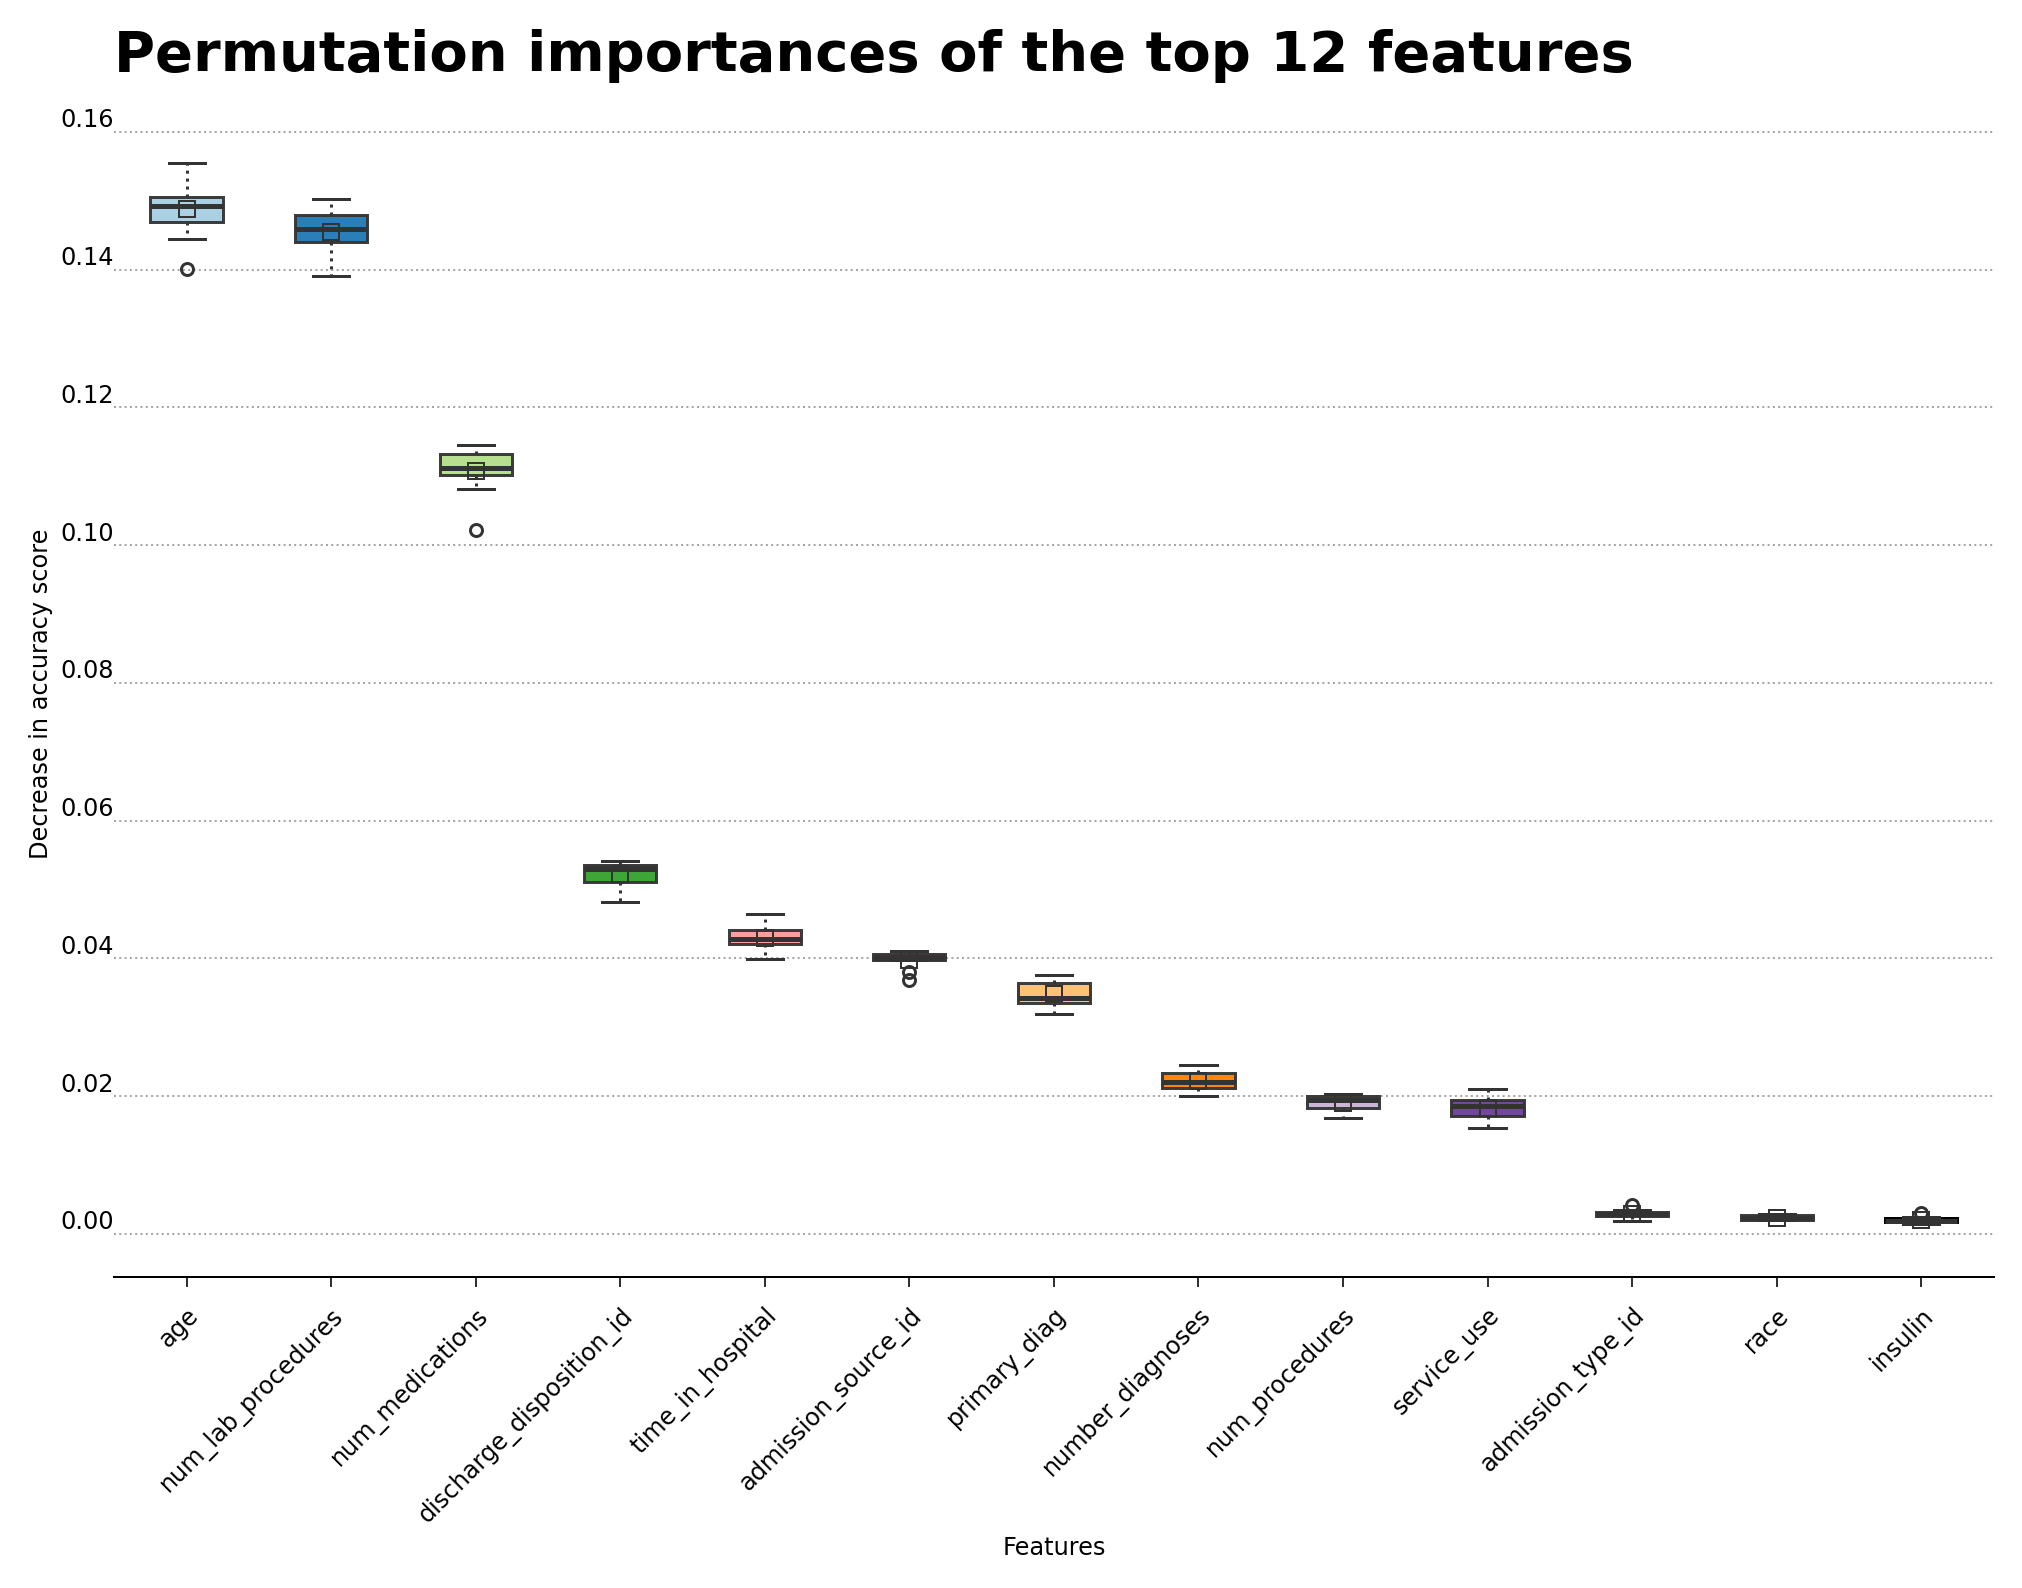 Permutation importances of the top 12 features
0.16
0.14
0.12
0.10
0.08
0.06
0.04
0.02
0.00
Decrease in accuracy score
age
num_lab_procedures
num_medications
discharge_disposition_id
time_in_hospital
admission_source_id
primary_diag
number_diagnoses
num_procedures
service_use
admission_type_id
race
insulin
Features